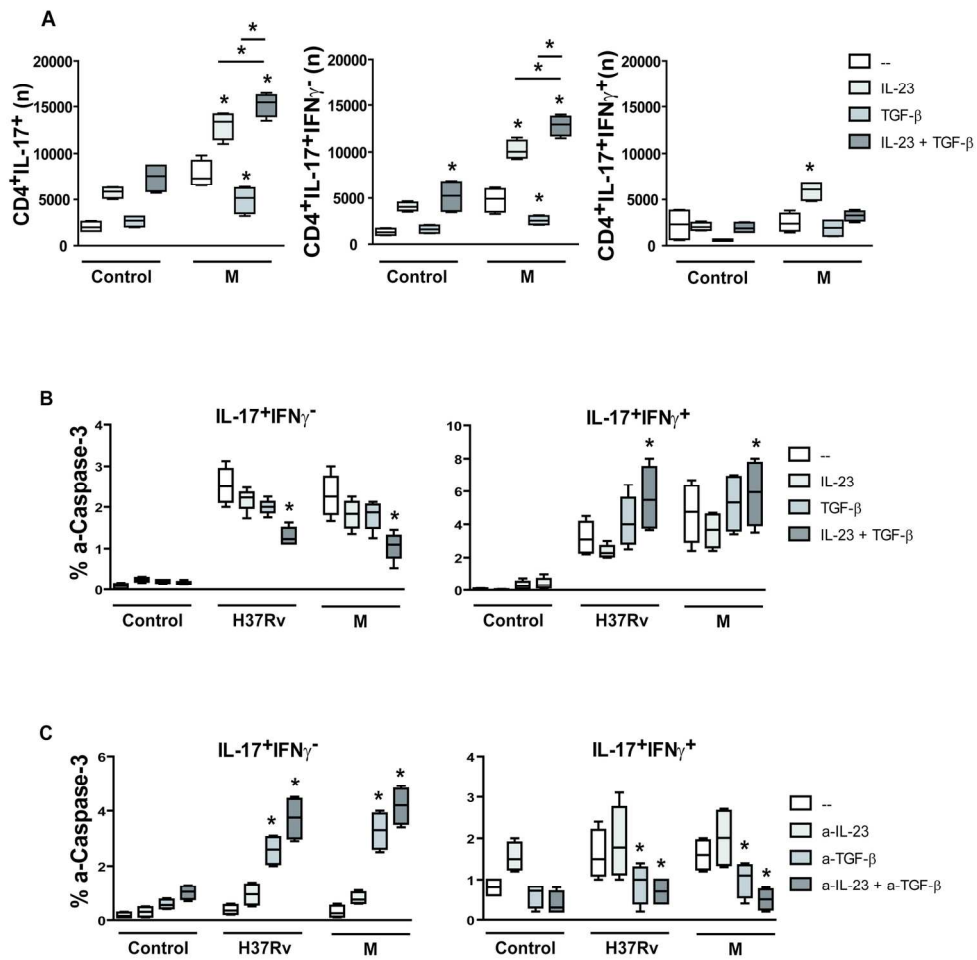 A
CD4+IL-17+ (n)
20000
15000
10000
5000
0
*
*
*
*
*
Control
M
CD4+IL-17+IFNγ- (n)
20000
15000
10000
5000
0
*
*
*
*
*
*
Control
M
CD4+IL-17+IFNγ+ (n)
20000
15000
10000
5000
0
*
Control
M
--
IL-23
TGF-β
IL-23 + TGF-β
B
IL-17+IFNγ-
% a-Caspase-3
4
3
2
1
0
*
*
Control
H37Rv
M
IL-17+IFNγ+
10
8
6
4
2
0
*
*
Control
H37Rv
M
--
IL-23
TGF-β
IL-23 + TGF-β
C
IL-17+IFNγ-
% a-Caspase-3
6
4
2
0
*
*
*
*
Control
H37Rv
M
IL-17+IFNγ+
4
3
2
1
0
*
*
*
*
Control
H37Rv
M
--
a-IL-23
a-TGF-β
a-IL-23 + a-TGF-β